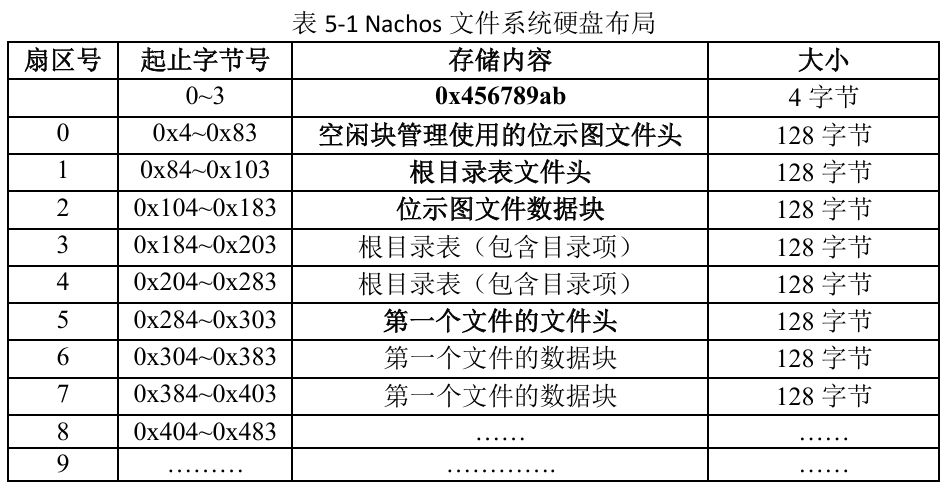 表 5-1 Nachos 文件系统硬盘布局
扇区号 起止字节号 存储内容 大小
0~3 0x456789ab 4 字节
0 0x4~0x83 空闲块管理使用的位示图文件头 128 字节
1 0x84~0x103 根目录表文件头 128 字节
2 0x104~0x183 位示图文件数据块 128 字节
3 0x184~0x203 根目录表（包含目录项） 128 字节
4 0x204~0x283 根目录表（包含目录项） 128 字节
5 0x284~0x303 第一个文件的文件头 128 字节
6 0x304~0x383 第一个文件的数据块 128 字节
7 0x384~0x403 第一个文件的数据块 128 字节
8 0x404~0x483 …… ……
9 ……… …………. ……